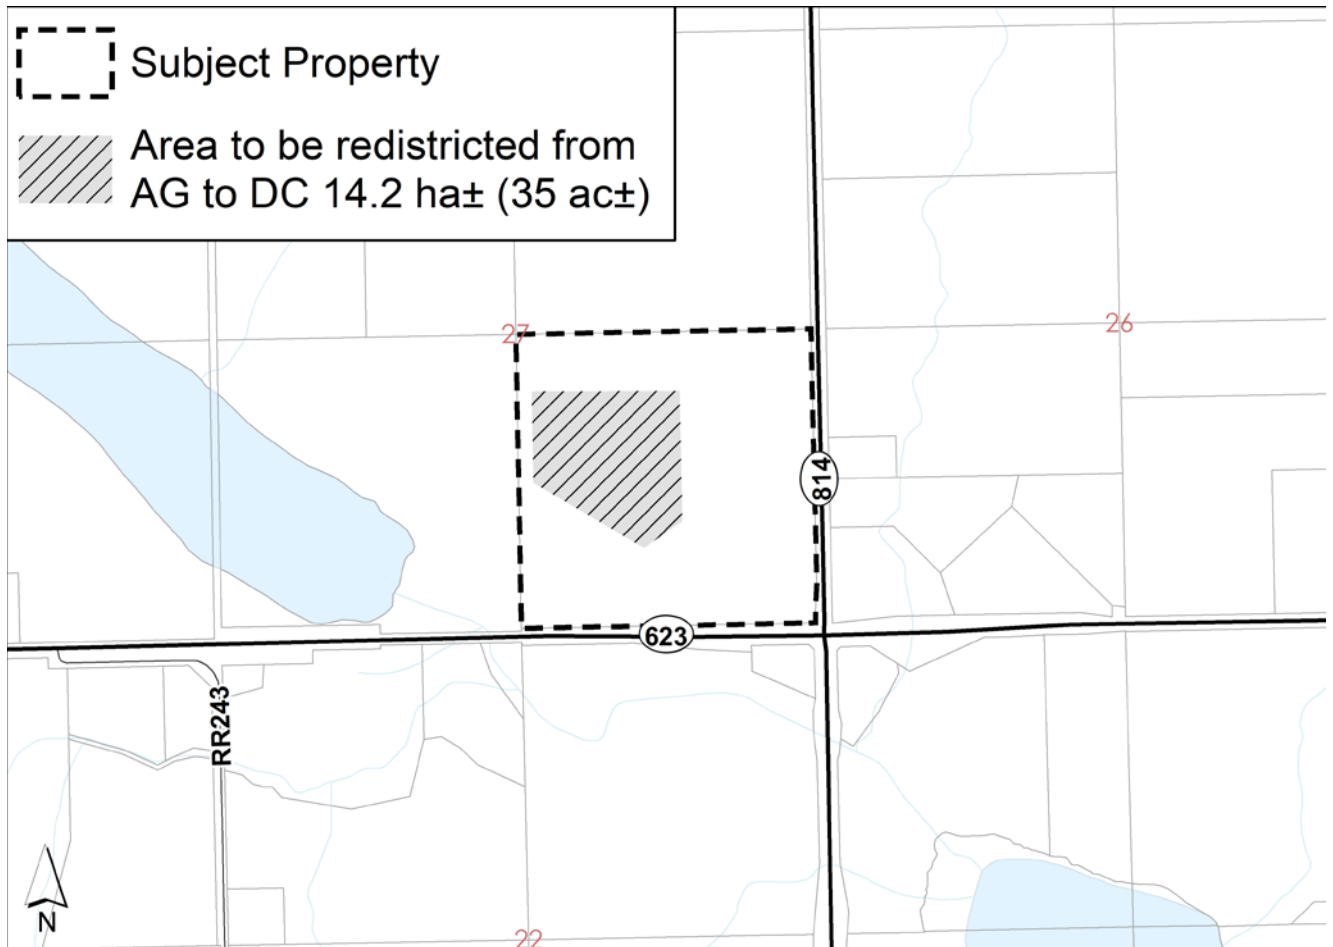 Subject Property
Area to be redistricted from
AG to DC 14.2 ha± (35 ac±)
27
26
814
623
RR243
22
N